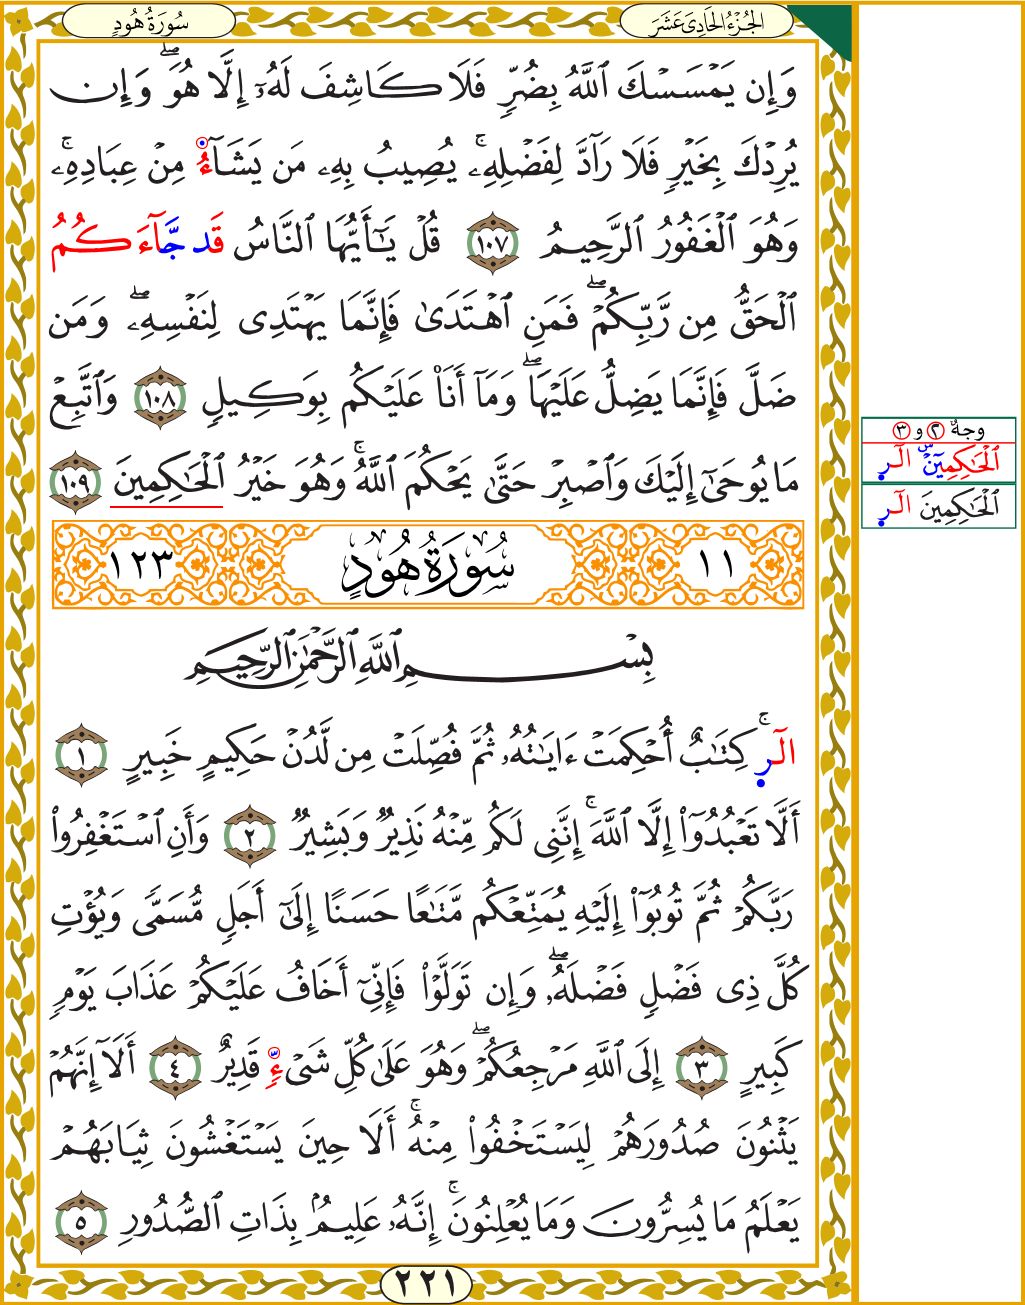 الجُزْءُ الحَادِىَ عَشَرَ
سُورَةُ هُودٍ
وَإِن يَمۡسَسۡكَ ٱللَّهُ بِضُرّٖ فَلَا كَاشِفَ لَهُۥٓ إِلَّا هُوَۖ وَإِن
يُرِدۡكَ بِخَيۡرٖ فَلَا رَآدَّ لِفَضۡلِهِۦۚ يُصِيبُ بِهِۦ مَن يَشَآءُ مِنۡ عِبَادِهِۦۚ
وَهُوَ ٱلۡغَفُورُ ٱلرَّحِيمُ ١٠٧ قُلۡ يَٰٓأَيُّهَا ٱلنَّاسُ قَد جَّآءَكُمُ
ٱلۡحَقُّ مِن رَّبِّكُمۡۖ فَمَنِ ٱهۡتَدَىٰ فَإِنَّمَا يَهۡتَدِى لِنَفۡسِهِۦۖ وَمَن
ضَلَّ فَإِنَّمَا يَضِلُّ عَلَيۡهَاۖ وَمَآ أَنَا۠ عَلَيۡكُم بِوَكِيلٖ ١٠٨ وَٱتَّبِعۡ
مَا يُوحَىٰٓ إِلَيۡكَ وَٱصۡبِرۡ حَتَّىٰ يَحۡكُمَ ٱللَّهُۚ وَهُوَ خَيۡرُ ٱلۡحَٰكِمِينَ ١٠٩
١١ سُورَةُ هُودٍ ١٢٣
بِسۡمِ ٱللَّهِ ٱلرَّحۡمَٰنِ ٱلرَّحِيمِ
الٓرۚ كِتَٰبٌ أُحۡكِمَتۡ ءَايَٰتُهُۥ ثُمَّ فُصِّلَتۡ مِن لَّدُنۡ حَكِيمٍ خَبِيرٍ ١
أَلَّا تَعۡبُدُوٓاْ إِلَّا ٱللَّهَۚ إِنَّنِى لَكُم مِّنۡهُ نَذِيرٞ وَبَشِيرٞ ٢ وَأَنِ ٱسۡتَغۡفِرُواْ
رَبَّكُمۡ ثُمَّ تُوبُوٓاْ إِلَيۡهِ يُمَتِّعۡكُم مَّتَٰعًا حَسَنًا إِلَىٰٓ أَجَلٖ مُّسَمّٗى وَيُؤۡتِ
كُلَّ ذِى فَضۡلٖ فَضۡلَهُۥۖ وَإِن تَوَلَّوۡاْ فَإِنِّىٓ أَخَافُ عَلَيۡكُمۡ عَذَابَ يَوۡمٖ
كَبِيرٍ ٣ إِلَى ٱللَّهِ مَرۡجِعُكُمۡۖ وَهُوَ عَلَىٰ كُلِّ شَىۡءٖ قَدِيرٌ ٤ أَلَآ إِنَّهُمۡ
يَثۡنُونَ صُدُورَهُمۡ لِيَسۡتَخۡفُواْ مِنۡهُۚ أَلَا حِينَ يَسۡتَغۡشُونَ ثِيَابَهُمۡ
يَعۡلَمُ مَا يُسِرُّونَ وَمَا يُعۡلِنُونَۚ إِنَّهُۥ عَلِيمُۢ بِذَاتِ ٱلصُّدُورِ ٥
٢٢١
وجهُ ٢ و ٣
ٱلۡحَٰكِمِينَ الٓر
ٱلۡحَٰكِمِينَ الٓر